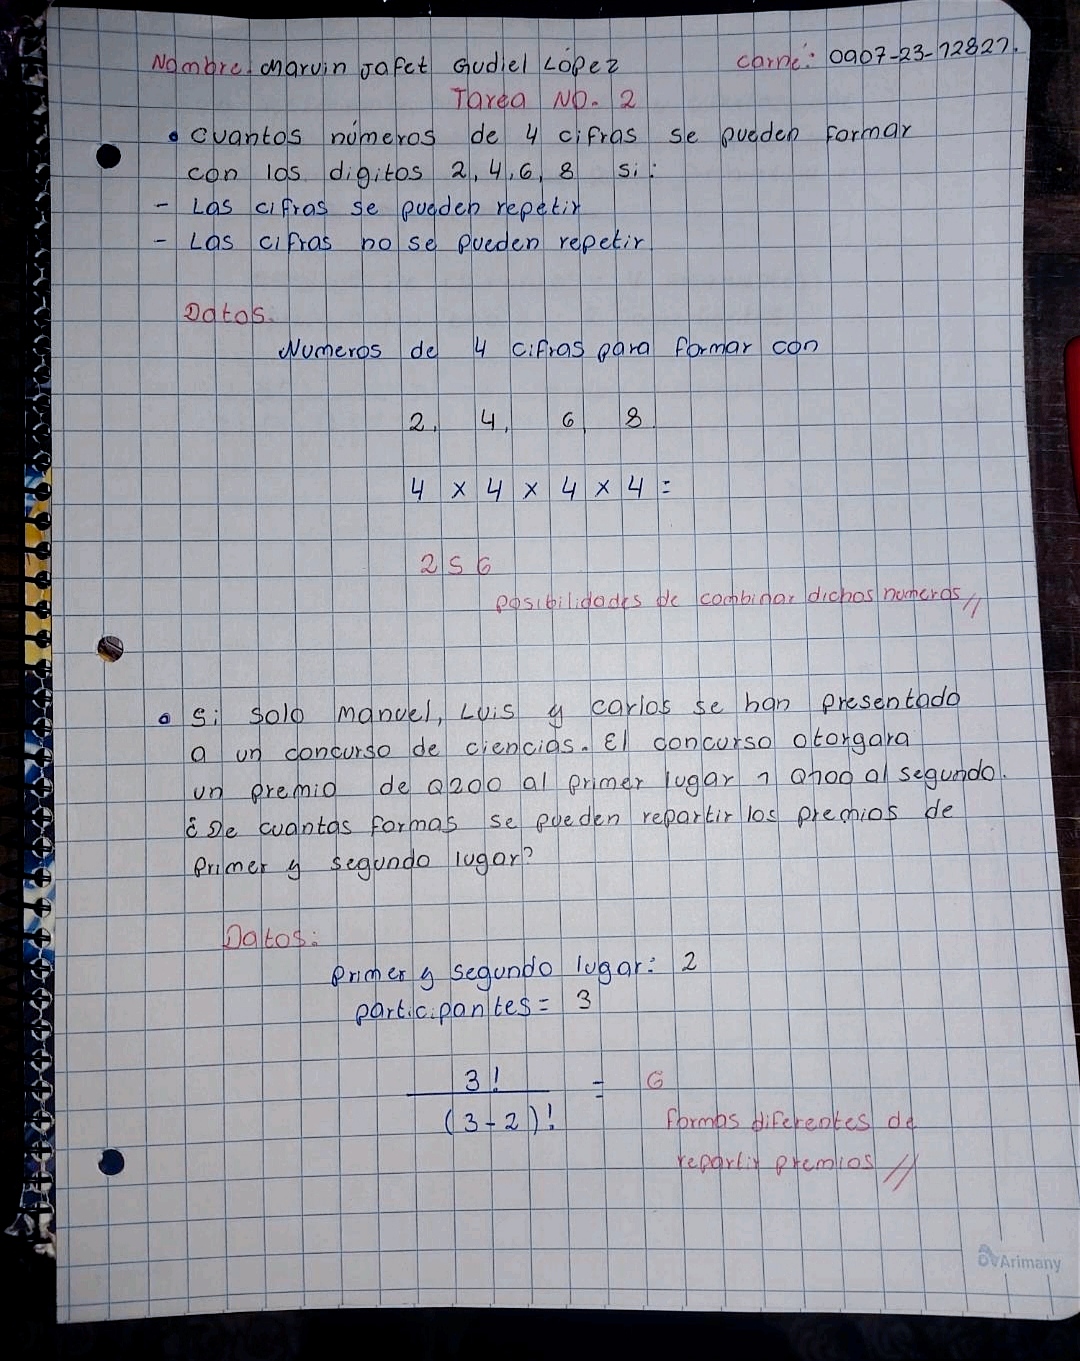 Nombre. Marvin Jafet Gudiel López carné: 0907-23-12827.
Tarea No. 2
• Cuantos números de 4 cifras se pueden formar
con los digitos 2, 4, 6, 8 si:
- Las cifras se pueden repetir
- Las cifras no se pueden repetir
Datos.
Numeros de 4 cifras para formar con
2, 4, 6, 8.
4 x 4 x 4 x 4 =
256
posibilidades de combinar dichos numeros //
• Si solo Manuel, Luis y Carlos se han presentado
a un concurso de ciencias. El concurso otorgara
un premio de Q200 al primer lugar y Q100 al segundo.
¿De cuantas formas se pueden repartir los premios de
primer y segundo lugar?
Datos:
primer y segundo lugar: 2
participantes = 3
3!
(3-2)! = 6
formas diferentes de
repartir premios //
Arimany